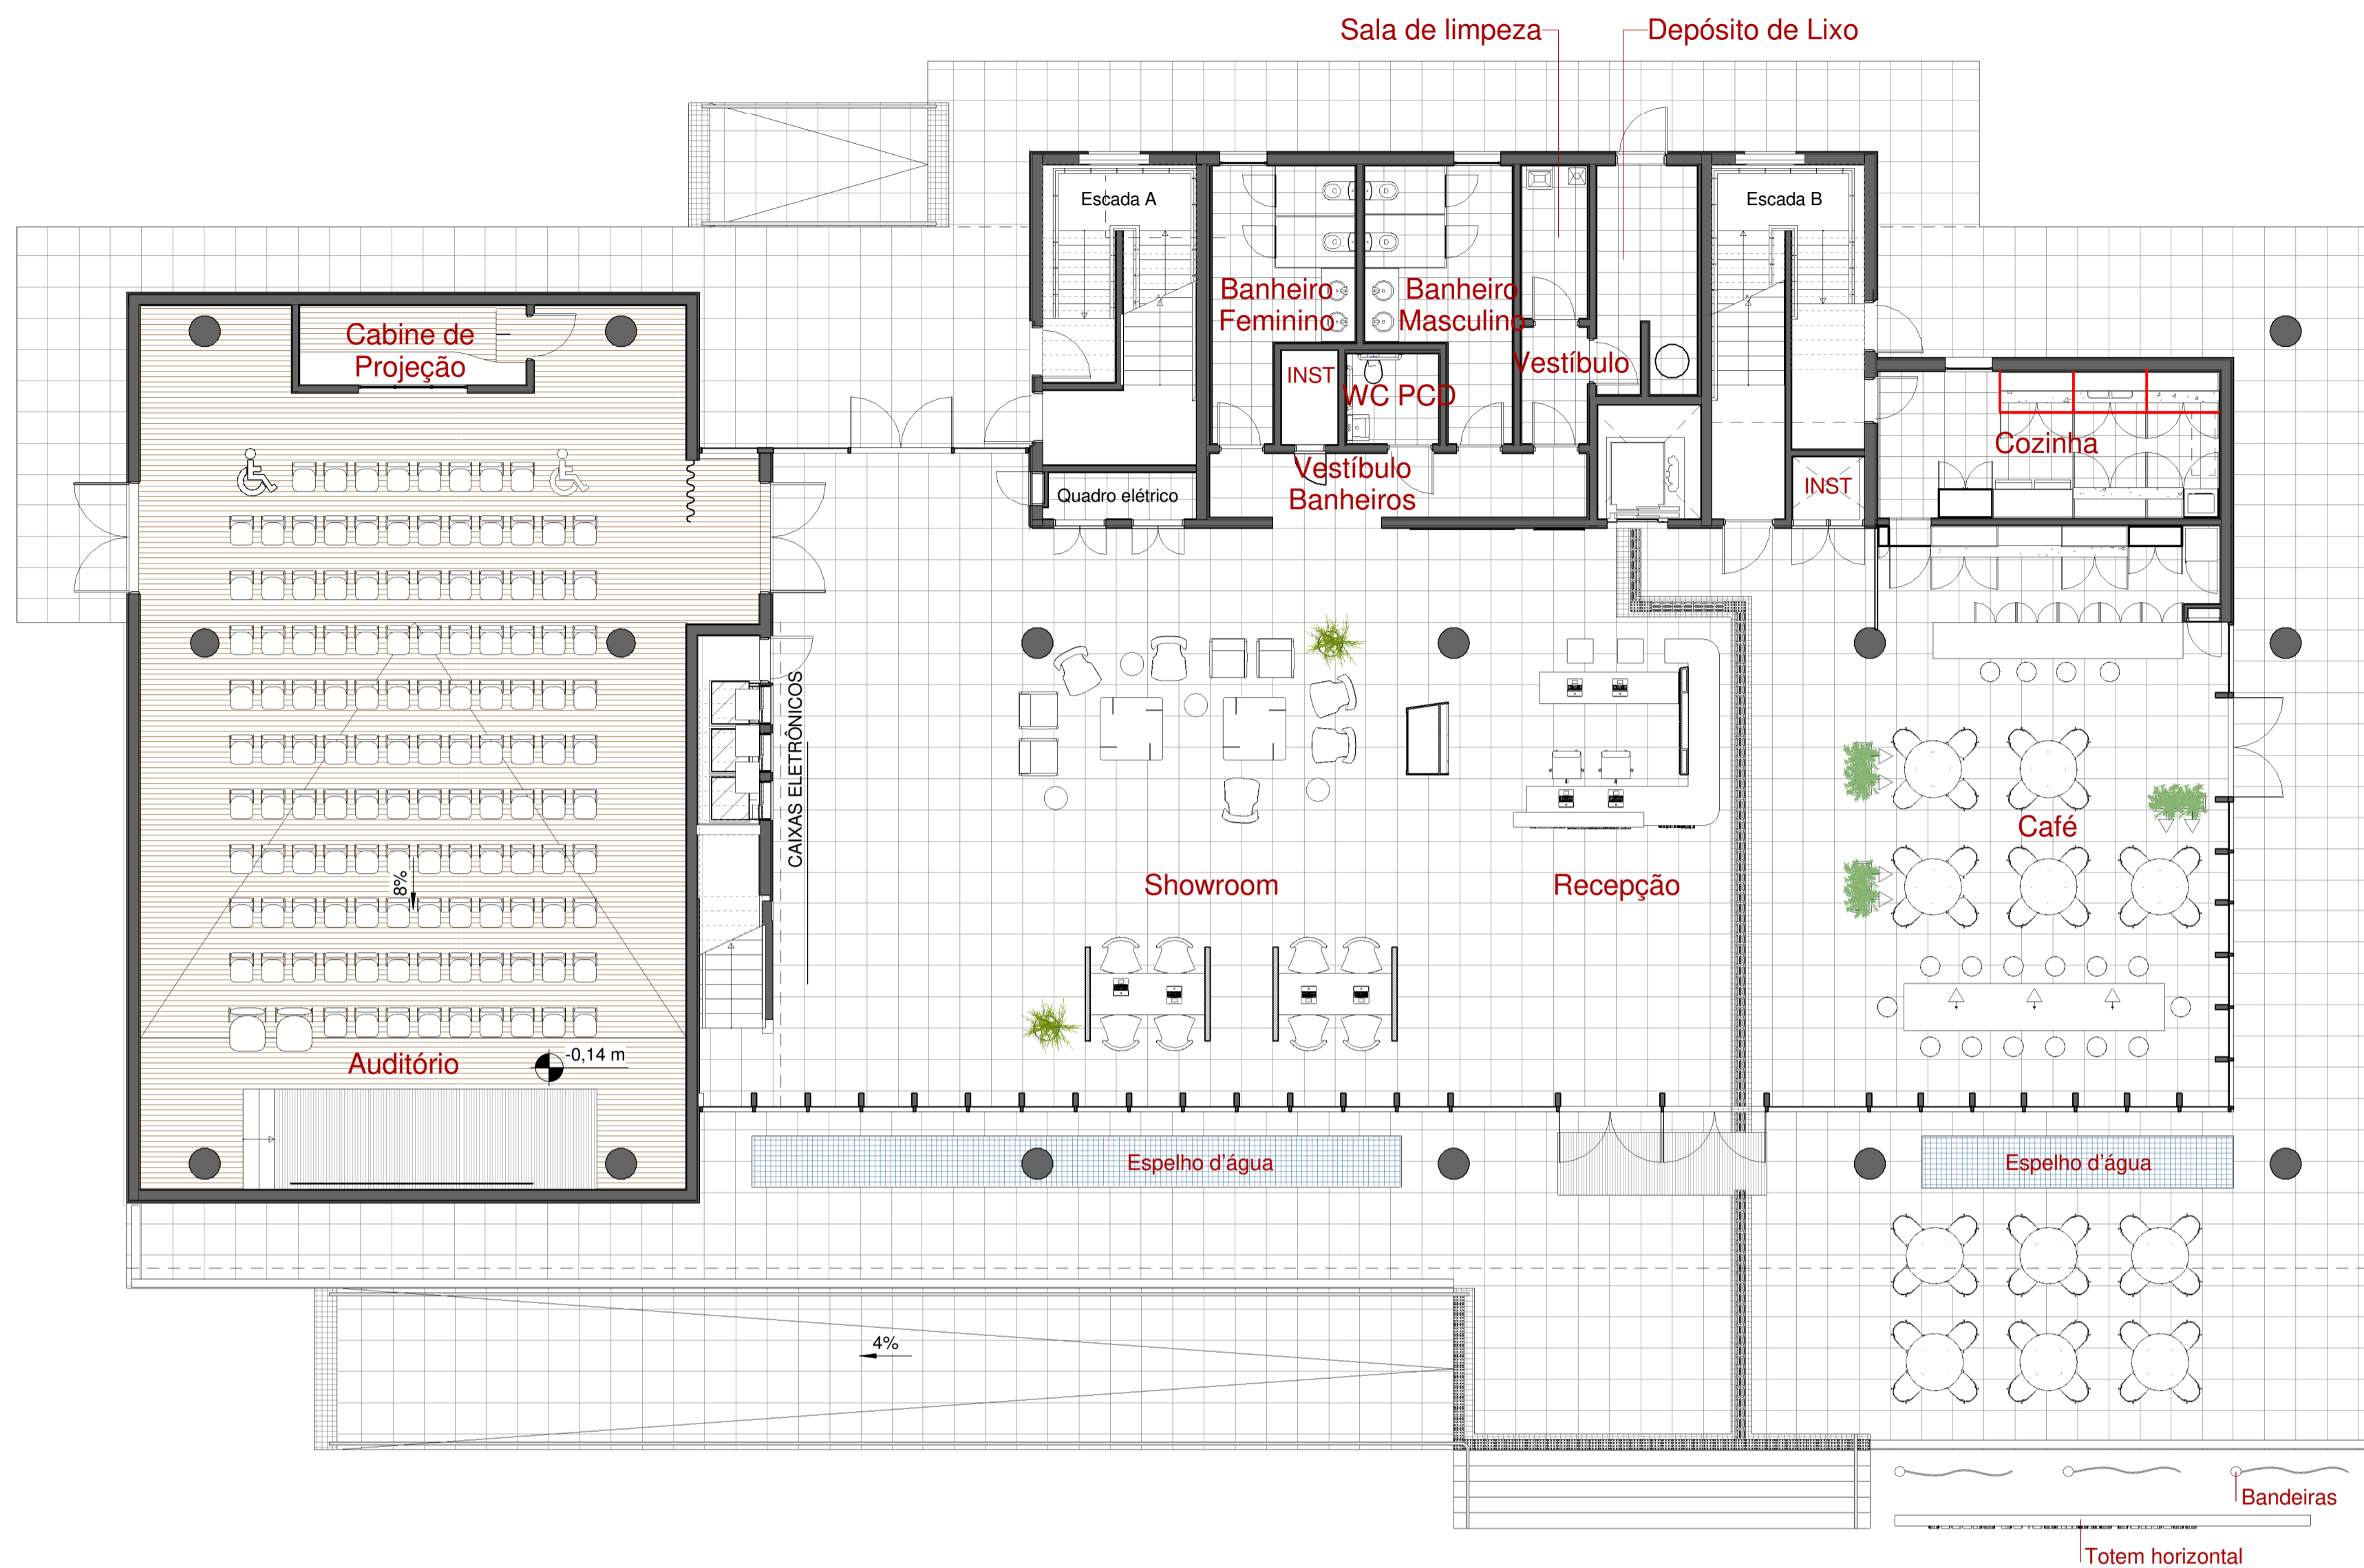 Sala de limpeza
Depósito de Lixo
Escada A
Escada B
Banheiro
Feminino
Banheiro
Masculino
Cabine de
Projeção
INST
WC PCD
Vestíbulo
Cozinha
Vestíbulo
Banheiros
Quadro elétrico
INST
CAIXAS ELETRÔNICOS
Café
8%
Showroom
Recepção
Auditório
-0,14 m
Espelho d'água
Espelho d'água
4%
Bandeiras
Totem horizontal